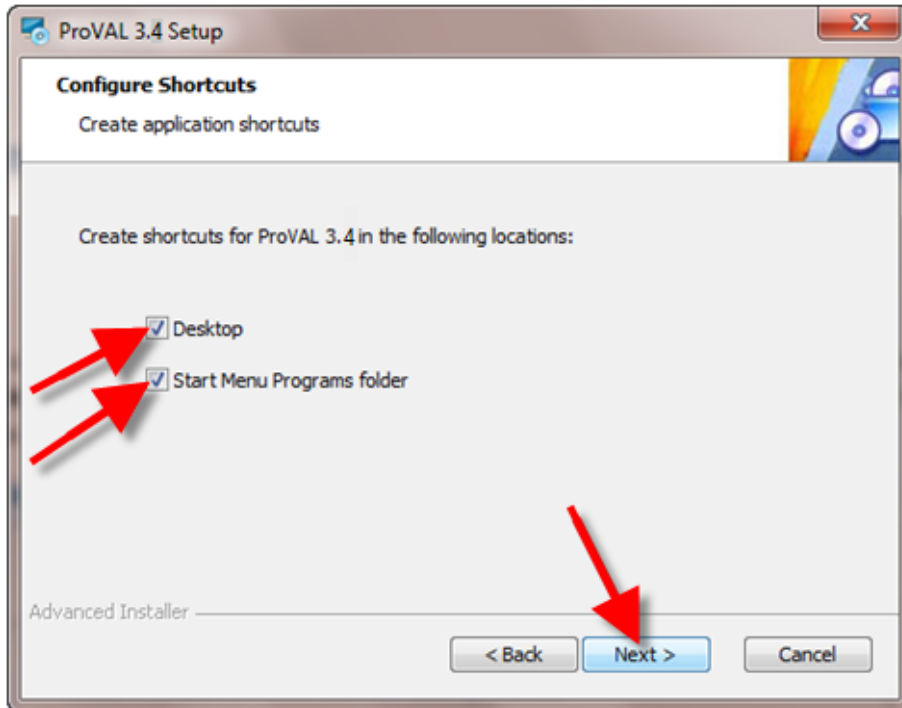 ProVAL 3.4 Setup
Configure Shortcuts
Create application shortcuts
Create shortcuts for ProVAL 3.4 in the following locations:
Desktop
Start Menu Programs folder
Advanced Installer
< Back Next > Cancel